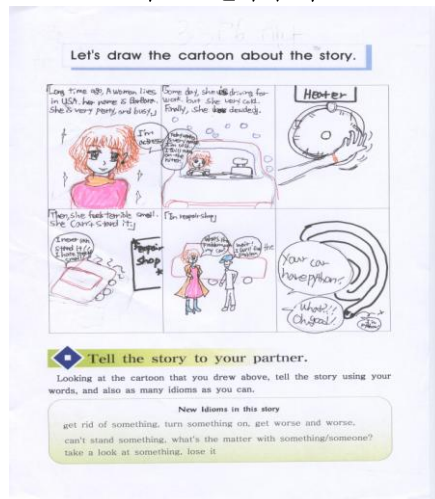 Let's draw the cartoon about the story.
Long time ago, A woman lives
in USA. her name is
She is very pretty, and busy.
I'm
Some day, she is driving for
work. but she very cold.
Finally, she decided.
Heater
Then, she feel terrible smell.
She Can't Stand it.
I never can
stand it!!
Repair
shop
In repair shop
Your car
have python.
What?!!
Oh, god!
Tell the story to your partner.
Looking at the cartoon that you drew above, tell the story using your
words, and also as many idioms as you can.
New Idioms in this story
get rid of something, turn something on, get worse and worse,
can't stand something, what's the matter with something/someone?
take a look at something, lose it